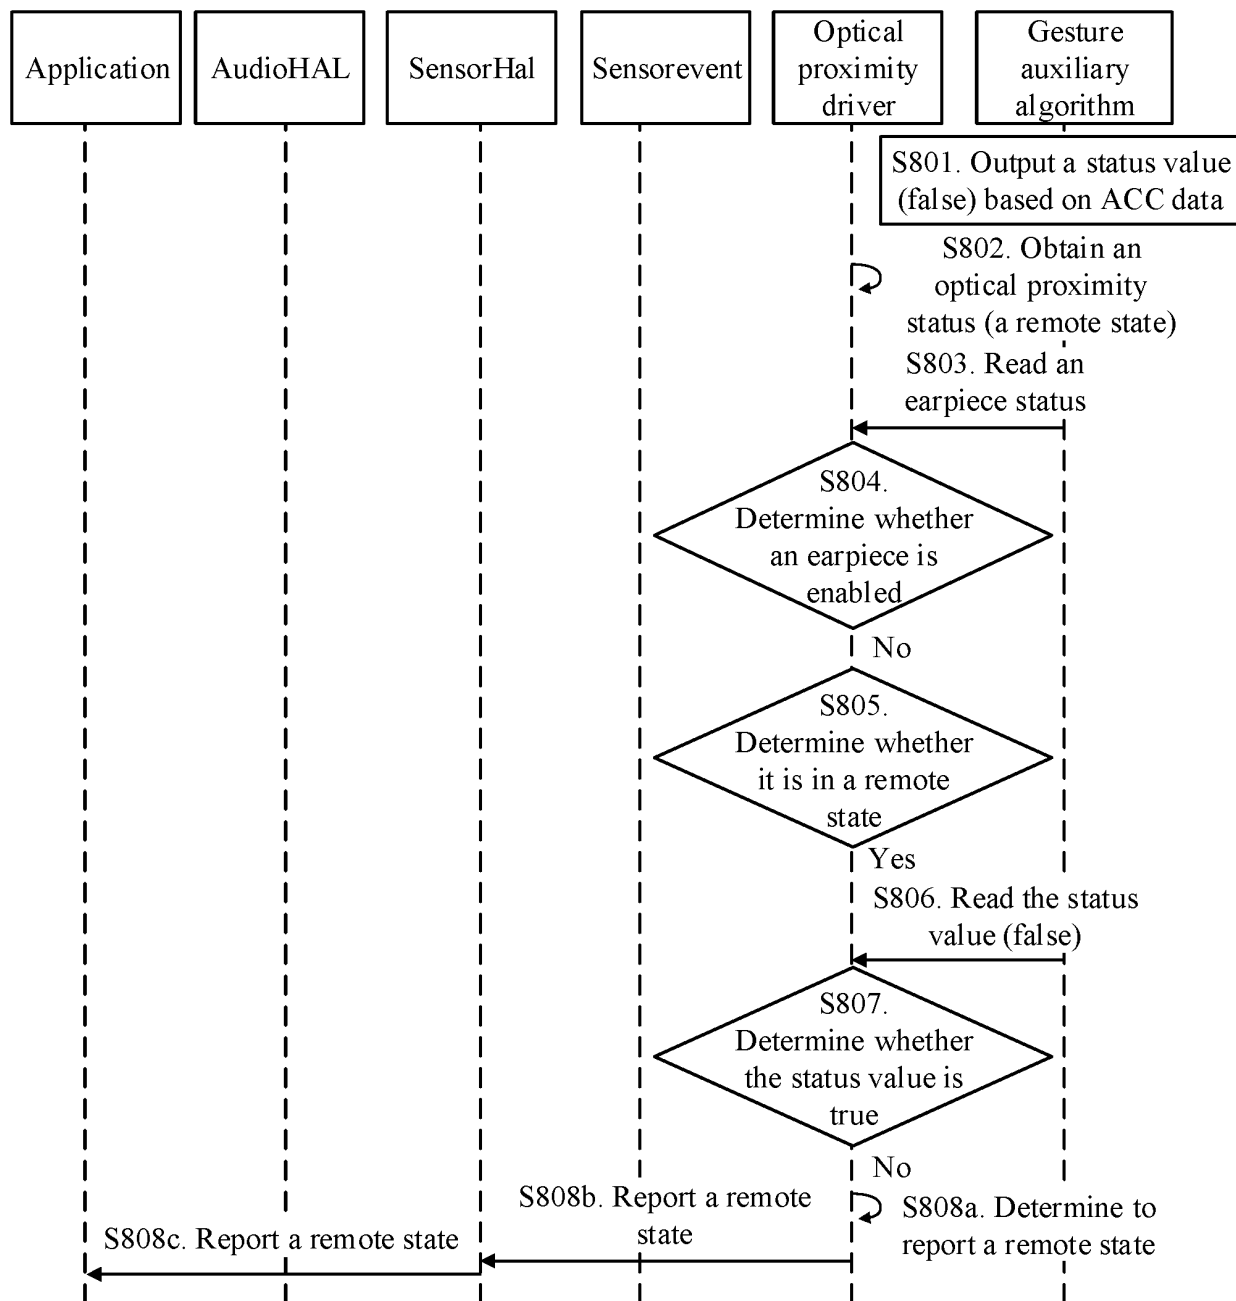 Application
AudioHAL
SensorHal
Sensorevent
Optical
proximity
driver
Gesture
auxiliary
algorithm
S801. Output a status value
(false) based on ACC data
S802. Obtain an
optical proximity
status (a remote state)
S803. Read an
earpiece status
S804.
Determine whether
an earpiece is
enabled
No
S805.
Determine whether
it is in a remote
state
Yes
S806. Read the status
value (false)
S807.
Determine whether
the status value is
true
No
S808a. Determine to
report a remote state
S808b. Report a remote
state
S808c. Report a remote state